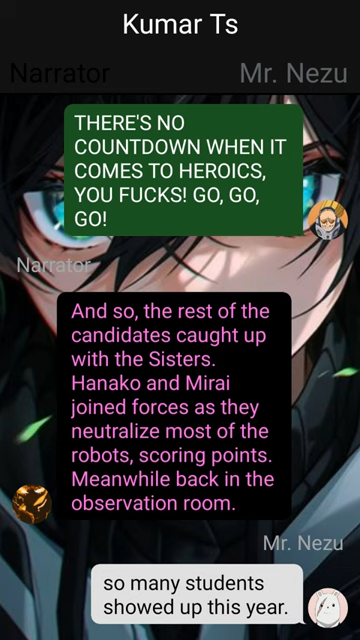 Kumar Ts
Narrator
Mr. Nezu
THERE'S NO
COUNTDOWN WHEN IT
COMES TO HEROICS,
YOU FUCKS! GO, GO,
GO!
Narrator
And so, the rest of the
candidates caught up
with the Sisters.
Hanako and Mirai
joined forces as they
neutralize most of the
robots, scoring points.
Meanwhile back in the
observation room.
Mr. Nezu
so many students
showed up this year.